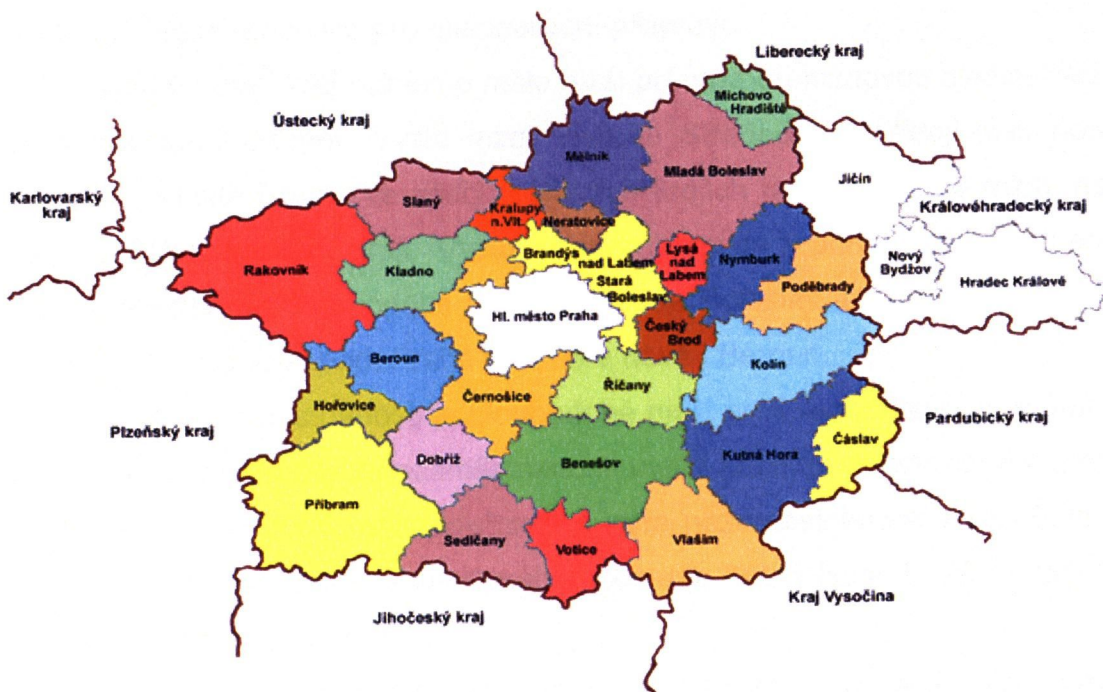 Liberecký kraj
Michovo
Hradiště
Ústecký kraj
Mělník
Mladá Boleslav
Jičín
Karlovarský
kraj
Slaný
Kralupy
n.Vlt.
Neratovice
Královéhradecký kraj
Rakovník
Kladno
Brandýs
nad Labem
Stará
Boleslav
Lysá
nad
Labem
Nymburk
Poděbrady
Nový
Bydžov
Hradec Králové
Hl. město Praha
Český
Brod
Beroun
Kolín
Hořovice
Černošice
Říčany
Plzeňský kraj
Pardubický kraj
Dobříž
Benešov
Kutná Hora
Čáslav
Příbram
Sedlčany
Votice
Vlašim
Jihočeský kraj
Kraj Vysočina